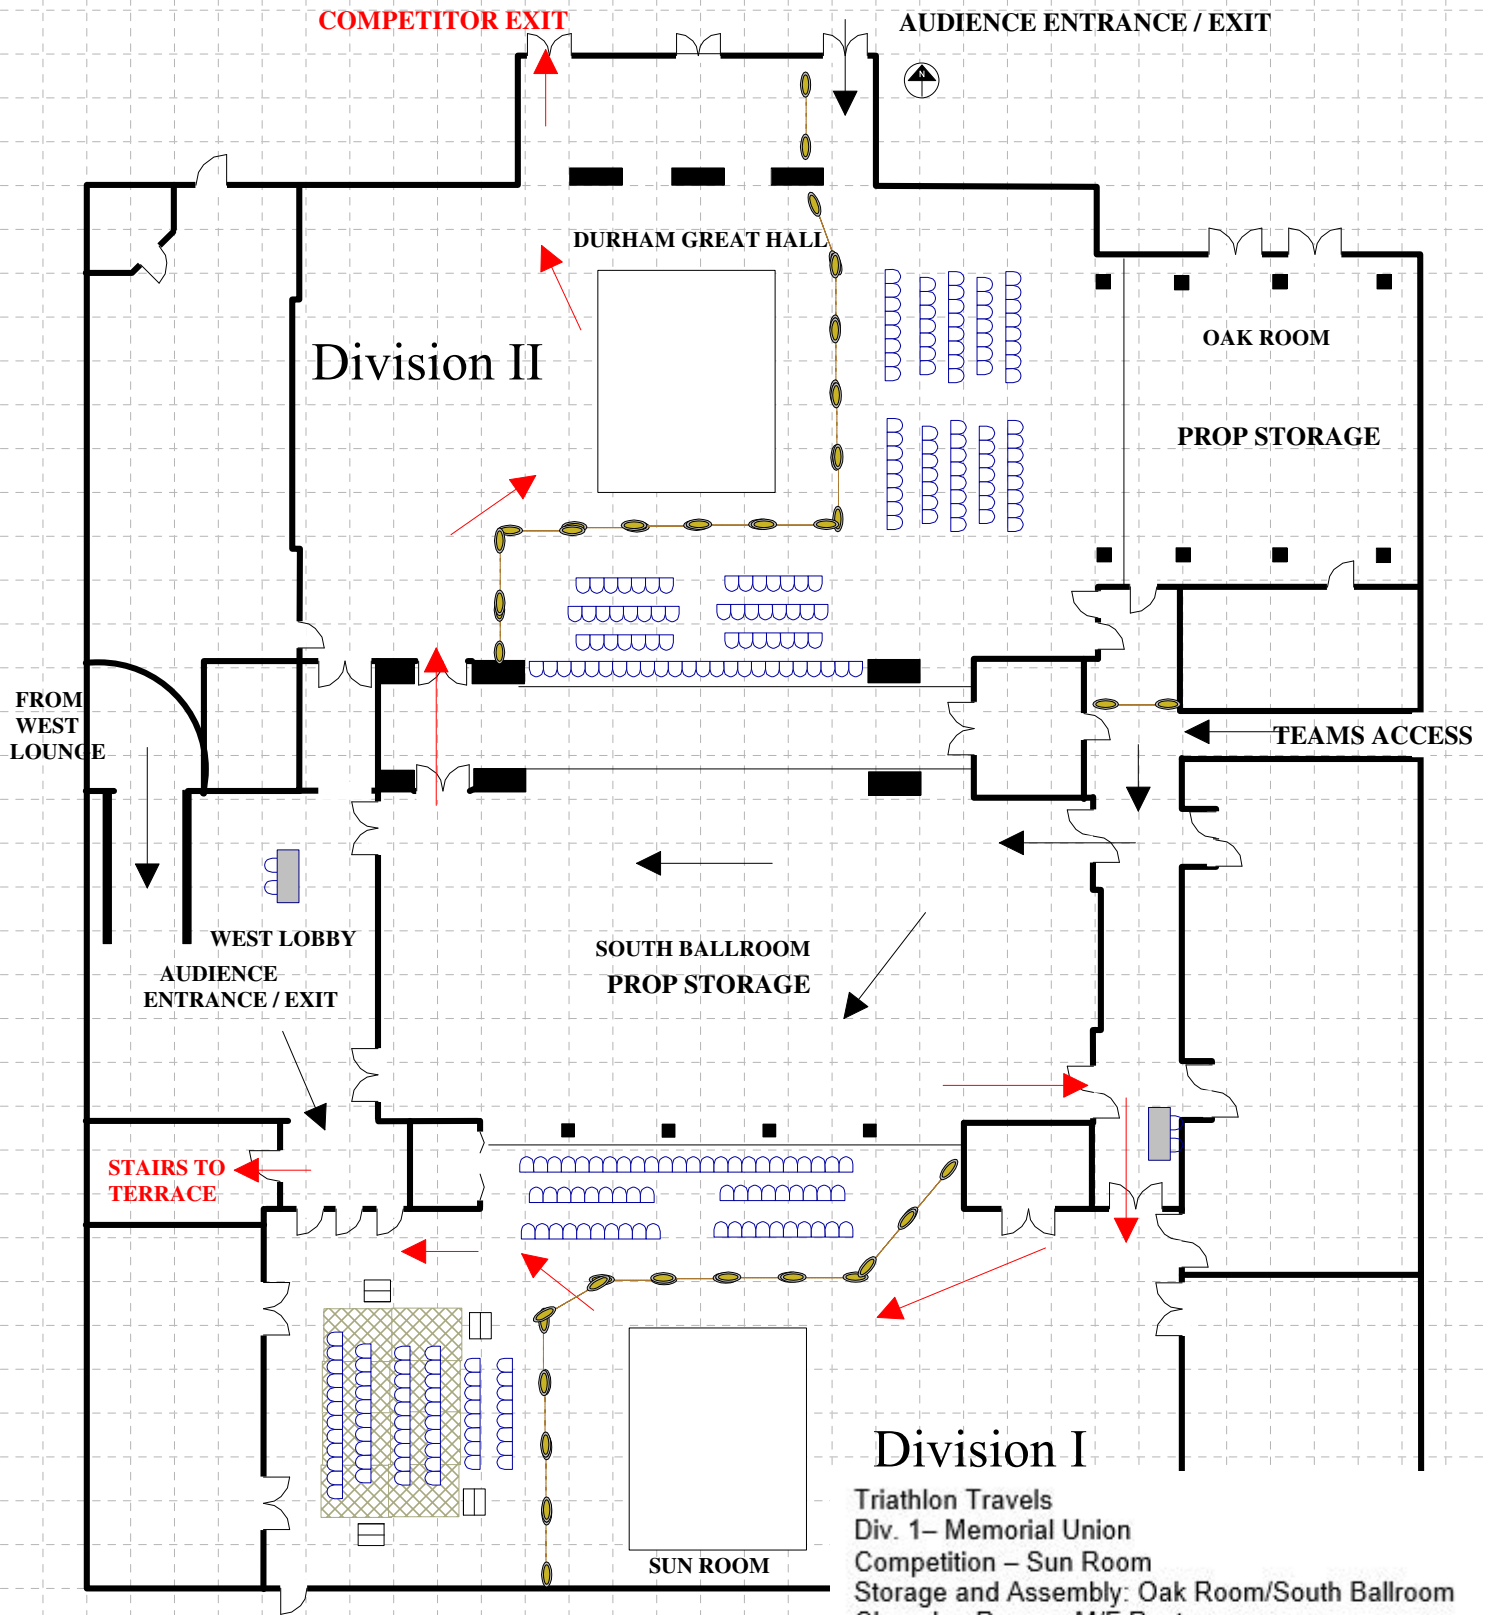 COMPETITOR EXIT
AUDIENCE ENTRANCE / EXIT
N
DURHAM GREAT HALL
Division II
OAK ROOM
PROP STORAGE
FROM
WEST
LOUNGE
TEAMS ACCESS
WEST LOBBY
AUDIENCE
ENTRANCE / EXIT
SOUTH BALLROOM
PROP STORAGE
STAIRS TO
TERRACE
Division I
SUN ROOM
Triathlon Travels
Div. 1– Memorial Union
Competition – Sun Room
Storage and Assembly: Oak Room/South Ballroom